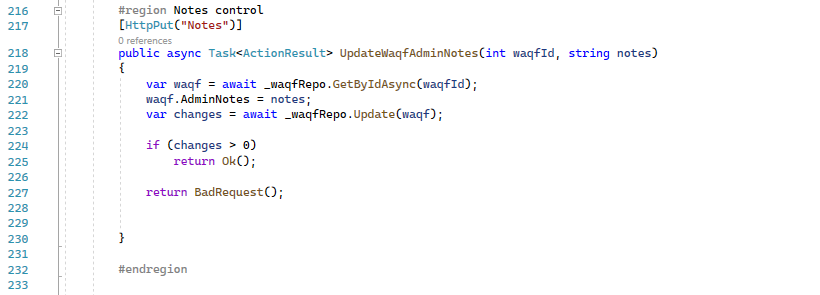 216 #region Notes control
217 [HttpPut("Notes")]
0 references
218 public async Task<ActionResult> UpdateWaqfAdminNotes(int waqfId, string notes)
219 {
220 var waqf = await _waqfRepo.GetByIdAsync(waqfId);
221 waqf.AdminNotes = notes;
222 var changes = await _waqfRepo.Update(waqf);
223
224 if (changes > 0)
225 return Ok();
226
227 return BadRequest();
228
229
230 }
231
232 #endregion
233